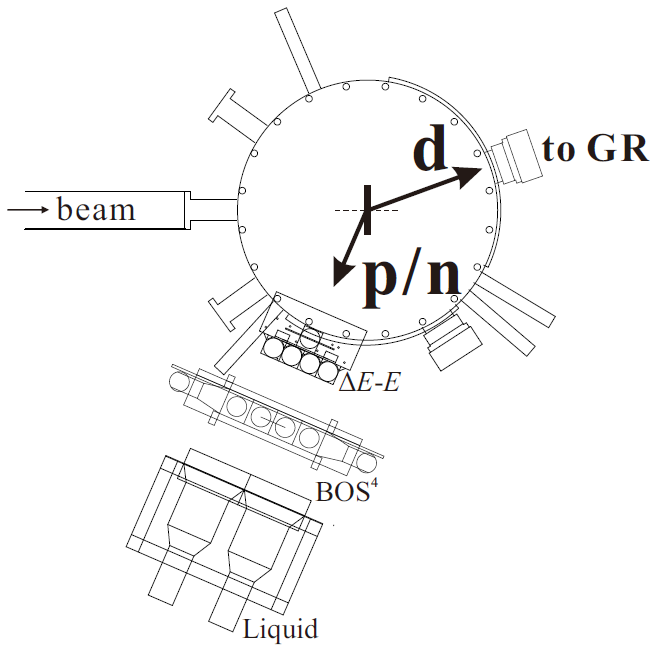 d
to GR
beam
p/n
ΔE-E
BOS⁴
Liquid